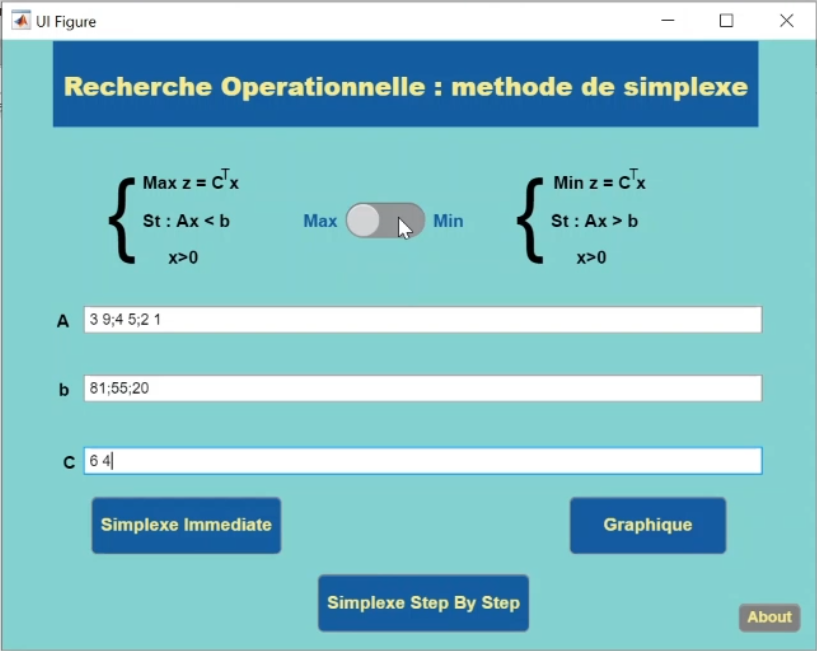 UI Figure
Recherche Operationnelle : methode de simplexe
Max z = C^T x
St : Ax < b
x>0
Max
Min
Min z = C^T x
St : Ax > b
x>0
A
3 9;4 5;2 1
b
81;55;20
C
6 4
Simplexe Immediate
Graphique
Simplexe Step By Step
About